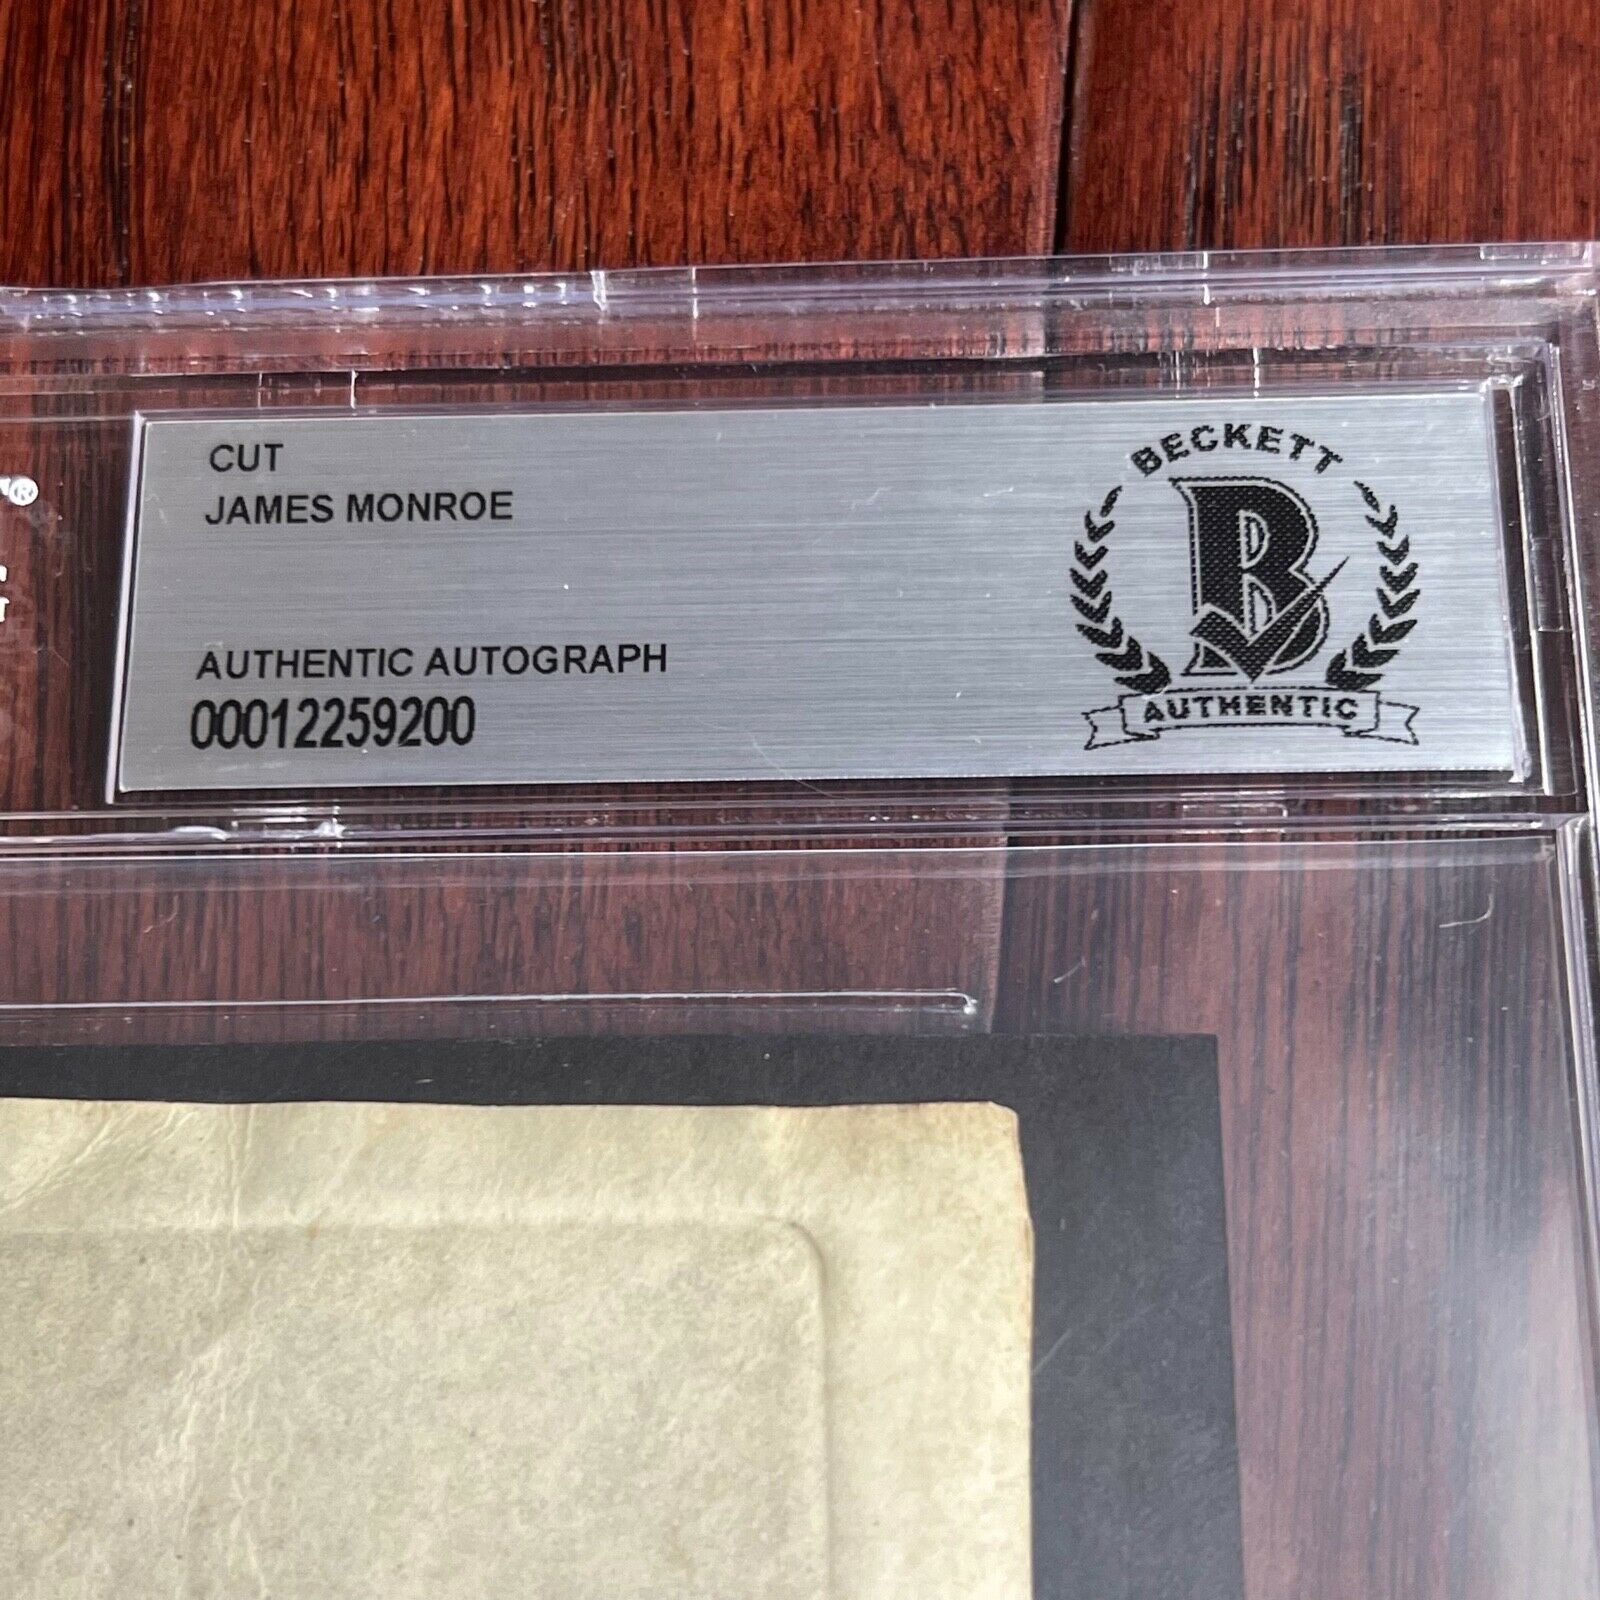 CUT
JAMES MONROE
AUTHENTIC AUTOGRAPH
00012259200
BECKETT
B
AUTHENTIC